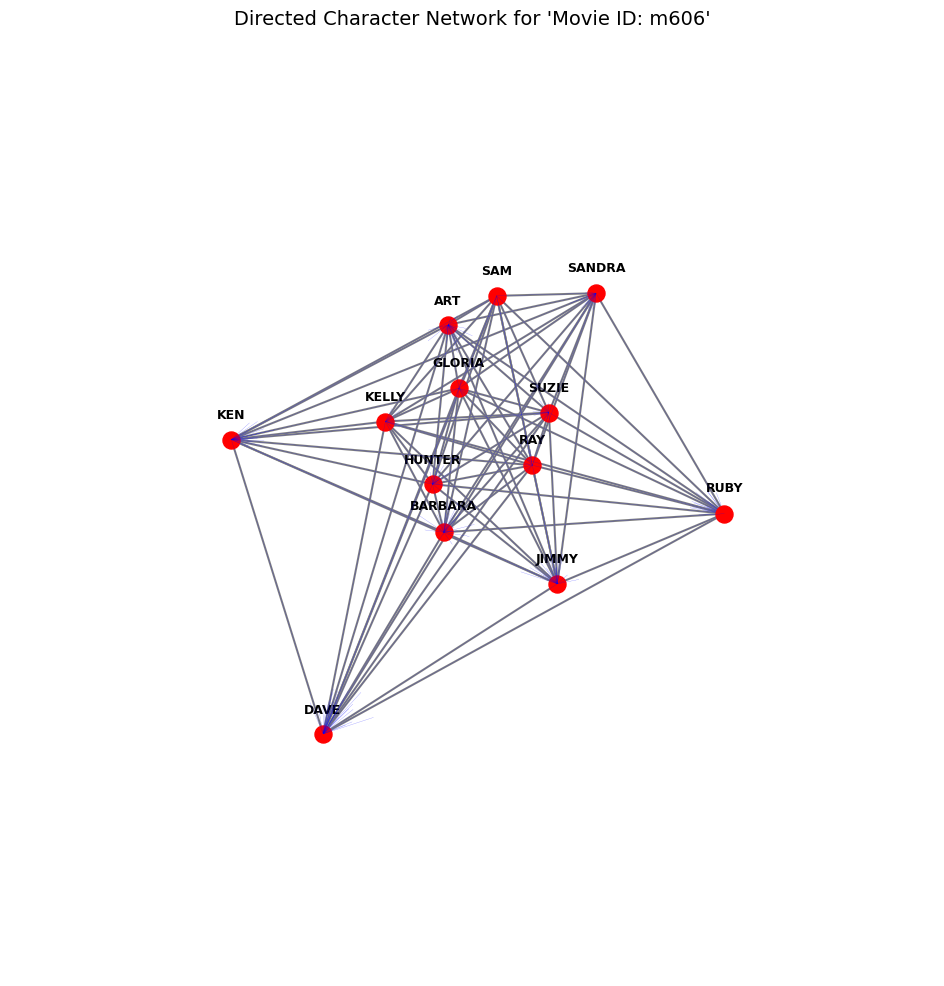 Directed Character Network for 'Movie ID: m606'
SANDRA
SAM
ART
GLORIA
SUZIE
KELLY
KEN
RAY
HUNTER
RUBY
BARBARA
JIMMY
DAVE